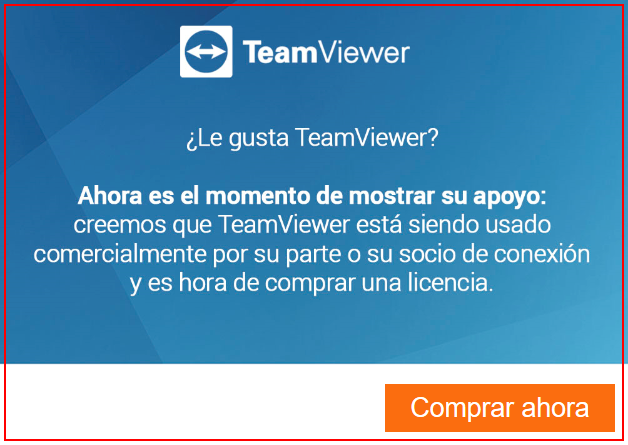 TeamViewer
¿Le gusta TeamViewer?
Ahora es el momento de mostrar su apoyo:
creemos que TeamViewer está siendo usado
comercialmente por su parte o su socio de conexión
y es hora de comprar una licencia.
Comprar ahora